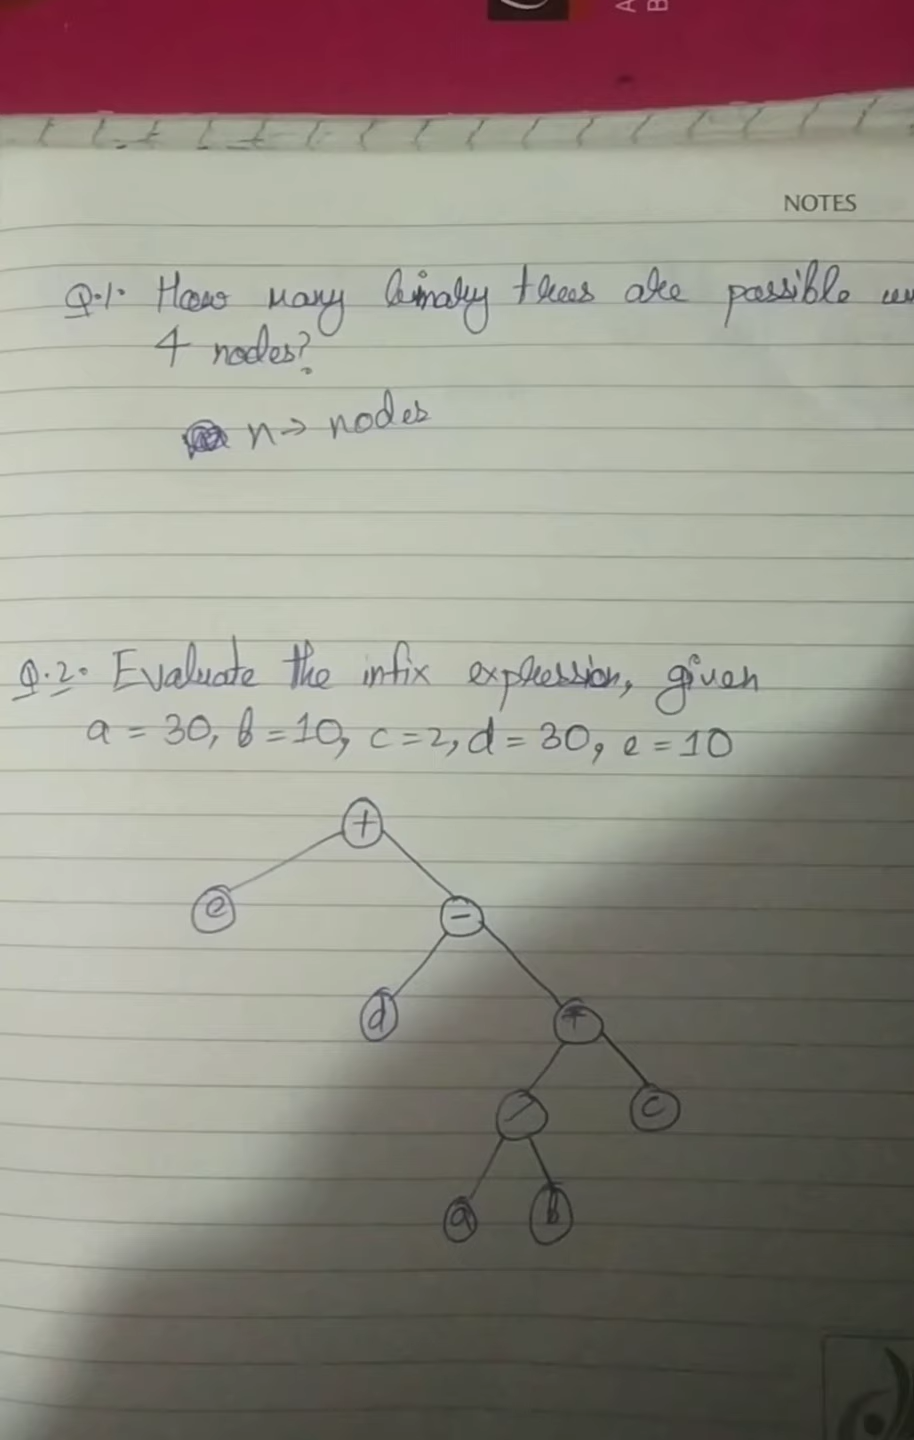 A
B
NOTES
Q.1. How many binary trees are possible
4 nodes?
n → nodes
Q.2. Evaluate the infix expression, given
a = 30, b = 10, c = 2, d = 30, e = 10
+
e -
d *
/ c
a b